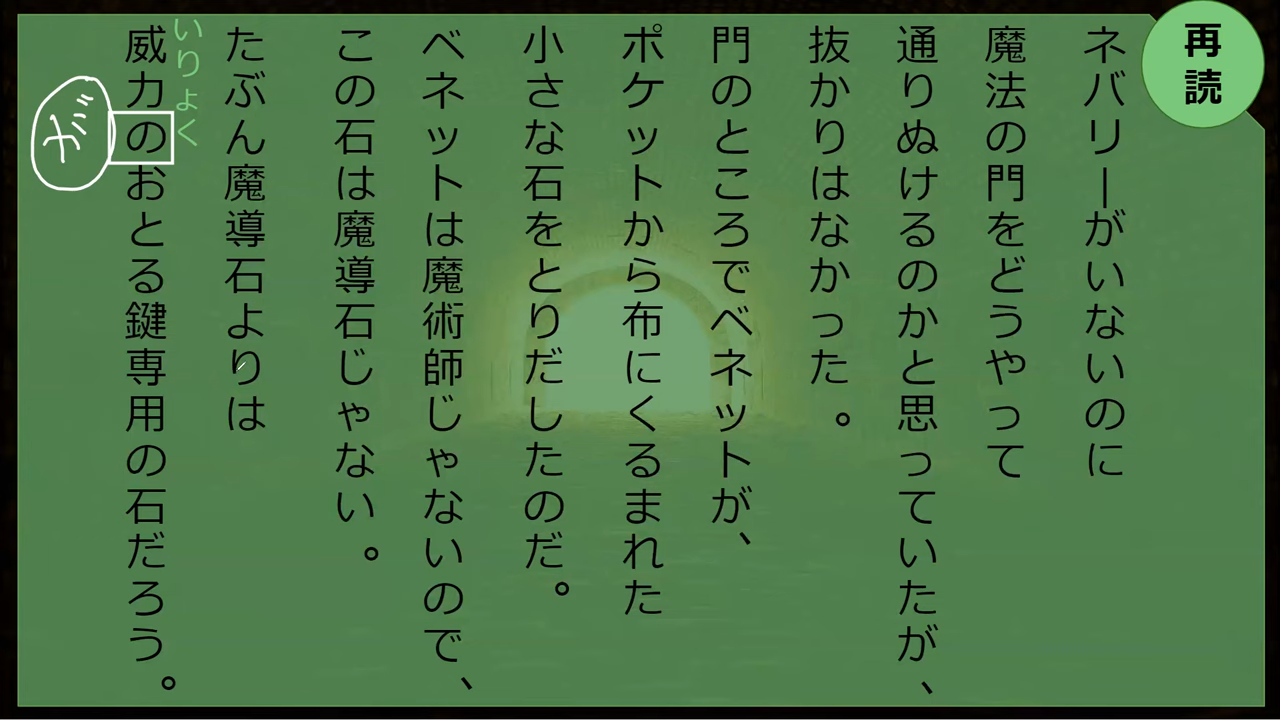 再読
ネバリーがいないのに
魔法の門をどうやって
通りぬけるのかと思っていたが、
抜かりはなかった。
門のところでベネットが、
ポケットから布にくるまれた
小さな石をとりだしたのだ。
ベネットは魔術師じゃないので、
この石は魔導石じゃない。
たぶん魔導石よりは
いりょく
威力のおとる鍵専用の石だろう。
が